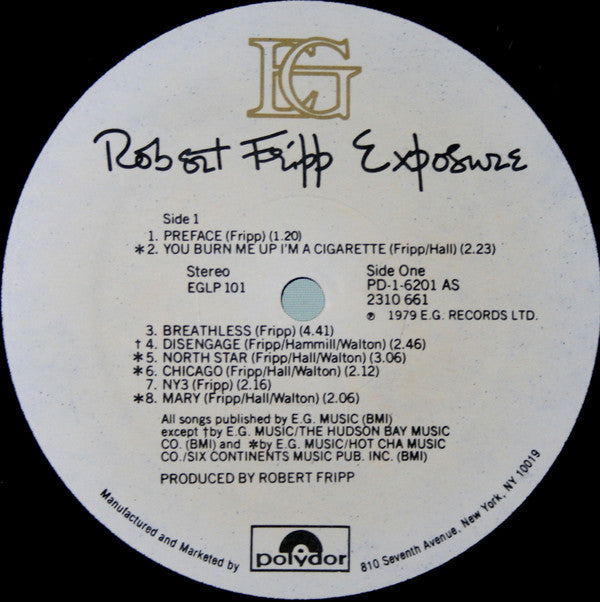 EG
Robert Fripp Exposure
Side 1
1. PREFACE (Fripp) (1.20)
*2. YOU BURN ME UP I'M A CIGARETTE (Fripp/Hall) (2.23)
Stereo
EGLP 101
Side One
PD-1-6201 AS
2310 661
℗ 1979 E.G. RECORDS LTD.
3. BREATHLESS (Fripp) (4.41)
† 4. DISENGAGE (Fripp/Hammill/Walton) (2.46)
*5. NORTH STAR (Fripp/Hall/Walton) (3.06)
*6. CHICAGO (Fripp/Hall/Walton) (2.12)
7. NY3 (Fripp) (2.16)
*8. MARY (Fripp/Hall/Walton) (2.06)
All songs published by E.G. MUSIC (BMI)
except †by E.G. MUSIC/THE HUDSON BAY MUSIC
CO. (BMI) and *by E.G. MUSIC/HOT CHA MUSIC
CO./SIX CONTINENTS MUSIC PUB. INC. (BMI)
PRODUCED BY ROBERT FRIPP
Manufactured and Marketed by
polydor
810 Seventh Avenue, New York, NY 10019